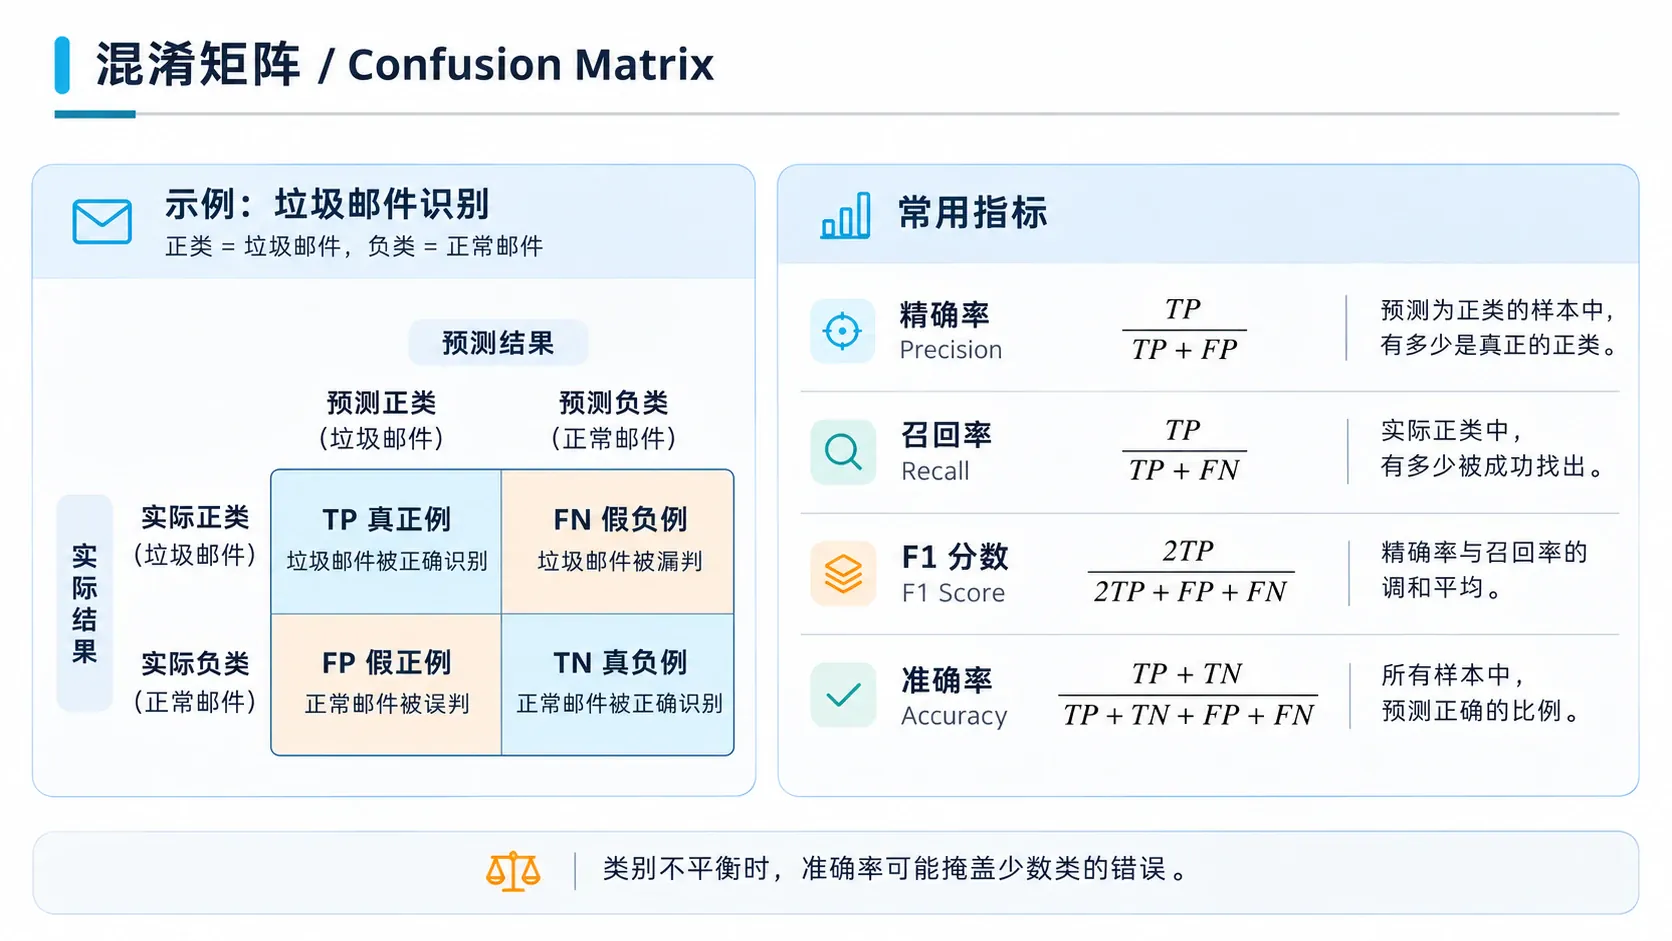 混淆矩阵 / Confusion Matrix
示例：垃圾邮件识别
正类 = 垃圾邮件，负类 = 正常邮件
预测结果
预测正类
(垃圾邮件)
预测负类
(正常邮件)
实际结果
实际正类
(垃圾邮件)
TP 真正例
垃圾邮件被正确识别
FN 假负例
垃圾邮件被漏判
实际负类
(正常邮件)
FP 假正例
正常邮件被误判
TN 真负例
正常邮件被正确识别
常用指标
精确率
Precision
TP
TP + FP
预测为正类的样本中，
有多少是真正的正类。
召回率
Recall
TP
TP + FN
实际正类中，
有多少被成功找出。
F1 分数
F1 Score
2TP
2TP + FP + FN
精确率与召回率的
调和平均。
准确率
Accuracy
TP + TN
TP + TN + FP + FN
所有样本中，
预测正确的比例。
类别不平衡时，准确率可能掩盖少数类的错误。